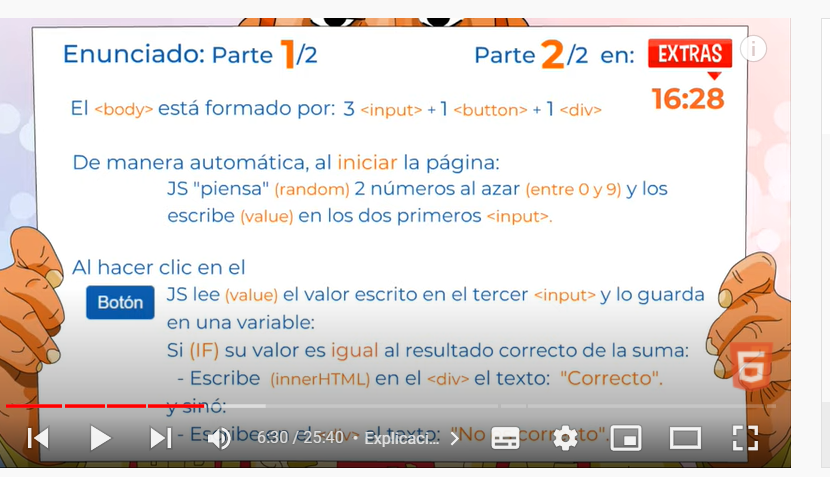 Enunciado: Parte 1/2
Parte 2/2 en: EXTRAS
16:28
El <body> está formado por: 3 <input> + 1 <button> + 1 <div>
De manera automática, al iniciar la página:
JS "piensa" (random) 2 números al azar (entre 0 y 9) y los
escribe (value) en los dos primeros <input>.
Al hacer clic en el
Botón
JS lee (value) el valor escrito en el tercer <input> y lo guarda
en una variable:
Si (IF) su valor es igual al resultado correcto de la suma:
- Escribe (innerHTML) en el <div> el texto: "Correcto".
y sinó:
- Escribe en el <div> el texto: "No correcto".
6:30 / 25:40 • Explicaci...
5